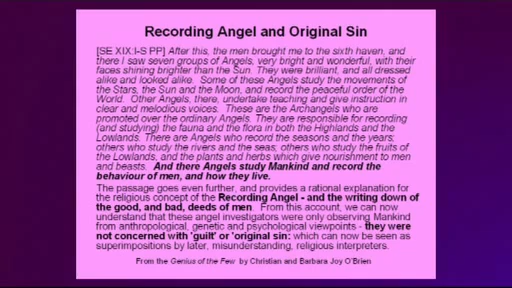 Recording Angel and Original Sin
[SE XIX:I-S PP] After this, the men brought me to the sixth haven, and
there I saw seven groups of Angels, very bright and wonderful, with their
faces shining brighter than the Sun. They were brilliant, and all dressed
alike and looked alike. Some of these Angels study the movements of
the Stars, the Sun and the Moon, and record the peaceful order of the
World. Other Angels, there, undertake teaching and give instruction in
clear and melodious voices. These are the Archangels who are
promoted over the ordinary Angels. They are responsible for recording
(and studying) the fauna and the flora in both the Highlands and the
Lowlands. There are Angels who record the seasons and the years;
others who study the rivers and the seas; others who study the fruits of
the Lowlands, and the plants and herbs which give nourishment to men
and beasts. And there Angels study Mankind and record the
behaviour of men, and how they live.
The passage goes even further, and provides a rational explanation for
the religious concept of the Recording Angel - and the writing down of
the good, and bad, deeds of men. From this account, we can now
understand that these angel investigators were only observing Mankind
from anthropological, genetic and psychological viewpoints - they were
not concerned with 'guilt' or 'original sin: which can now be seen as
superimpositions by later, misunderstanding, religious interpreters.
From the Genius of the Few by Christian and Barbara Joy O'Brien